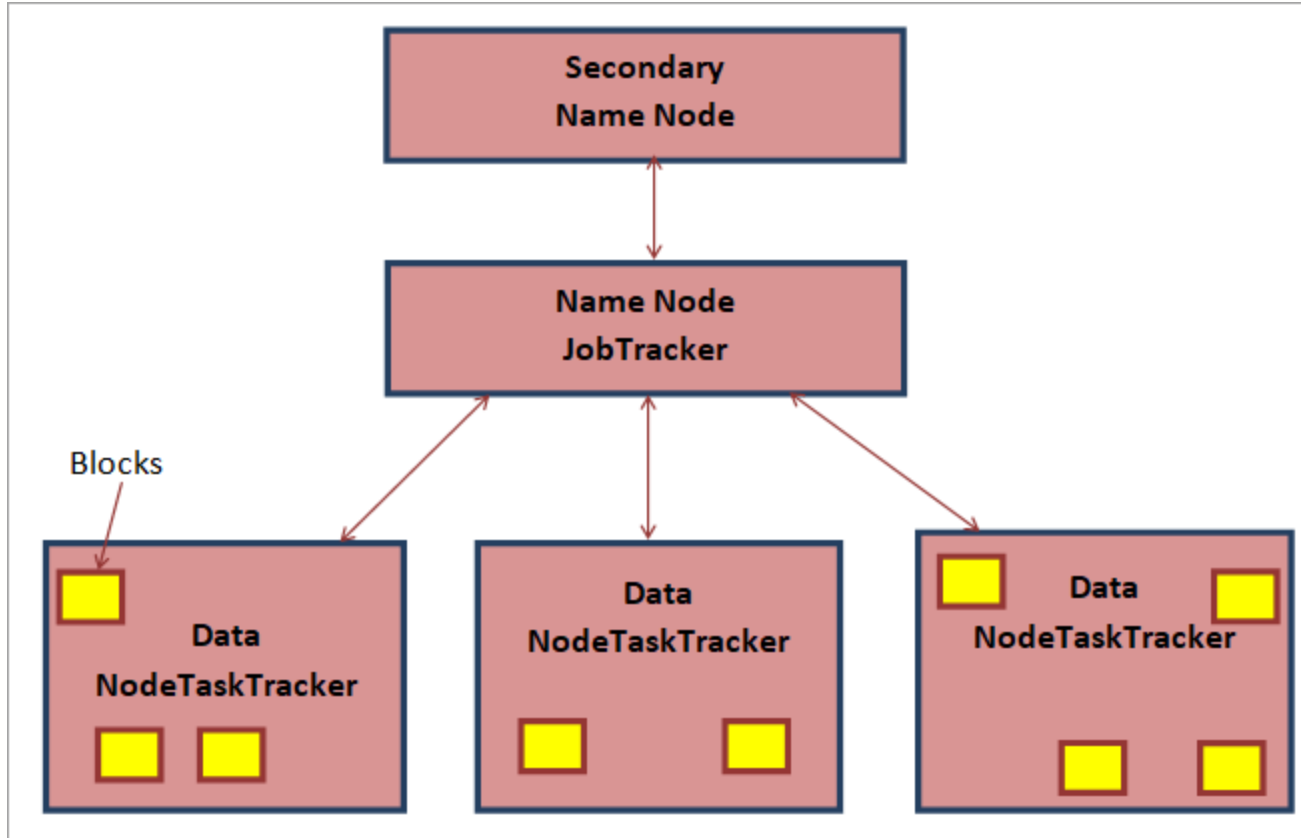 Secondary
Name Node
Name Node
JobTracker
Blocks
Data
NodeTaskTracker
Data
NodeTaskTracker
Data
NodeTaskTracker